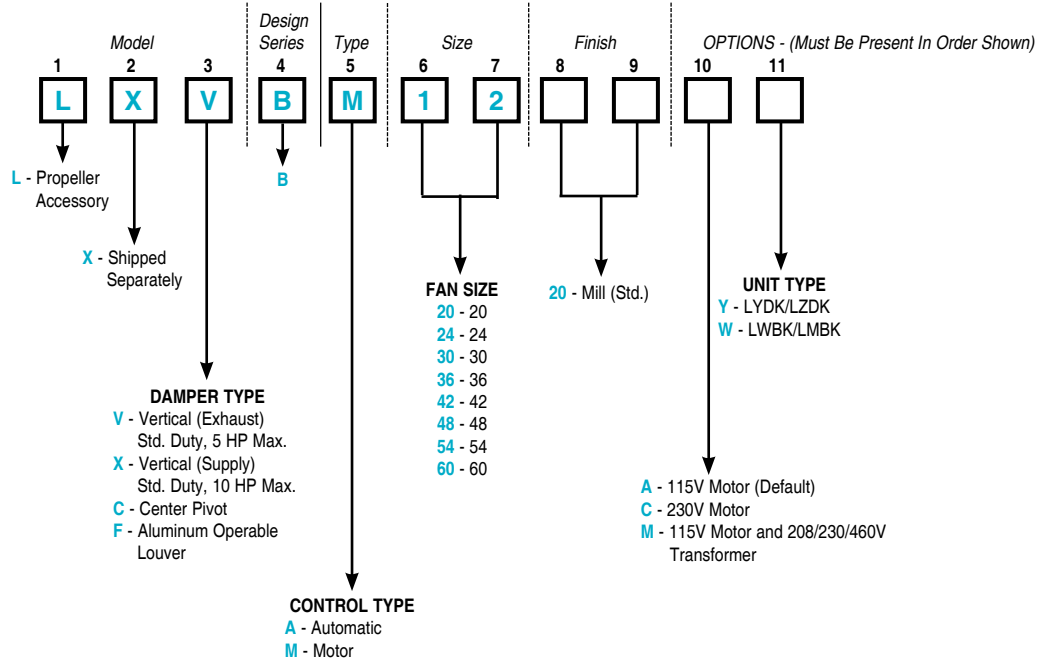 Design
Model Series Type Size Finish OPTIONS - (Must Be Present In Order Shown)
1 2 3 4 5 6 7 8 9 10 11
L X V B M 1 2
L - Propeller
Accessory
B
X - Shipped
Separately
FAN SIZE
20 - 20
24 - 24
30 - 30
36 - 36
42 - 42
48 - 48
54 - 54
60 - 60
20 - Mill (Std.)
UNIT TYPE
Y - LYDK/LZDK
W - LWBK/LMBK
DAMPER TYPE
V - Vertical (Exhaust)
Std. Duty, 5 HP Max.
X - Vertical (Supply)
Std. Duty, 10 HP Max.
C - Center Pivot
F - Aluminum Operable
Louver
A - 115V Motor (Default)
C - 230V Motor
M - 115V Motor and 208/230/460V
Transformer
CONTROL TYPE
A - Automatic
M - Motor